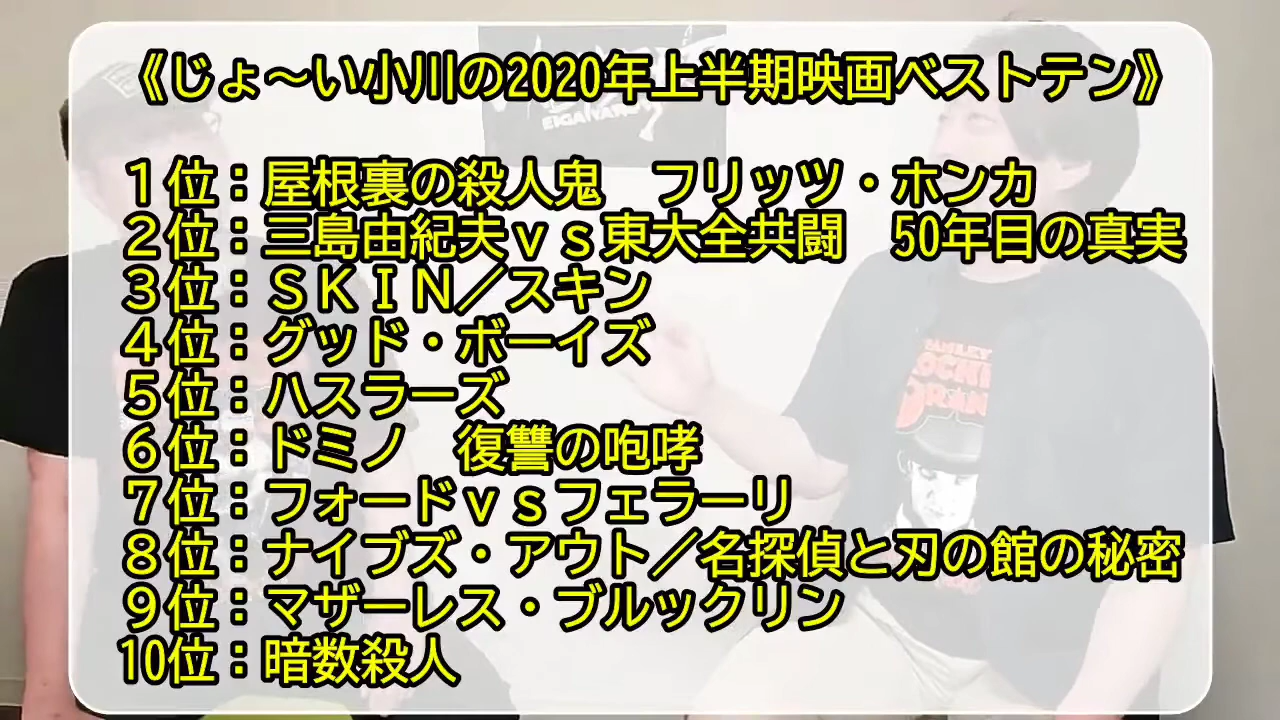 《じょ～い小川の2020年上半期映画ベストテン》
EIGAYARO
１位：屋根裏の殺人鬼　フリッツ・ホンカ
２位：三島由紀夫ｖｓ東大全共闘　50年目の真実
３位：ＳＫＩＮ／スキン
４位：グッド・ボーイズ
５位：ハスラーズ
６位：ドミノ　復讐の咆哮
７位：フォードｖｓフェラーリ
８位：ナイブズ・アウト／名探偵と刃の館の秘密
９位：マザーレス・ブルックリン
10位：暗数殺人